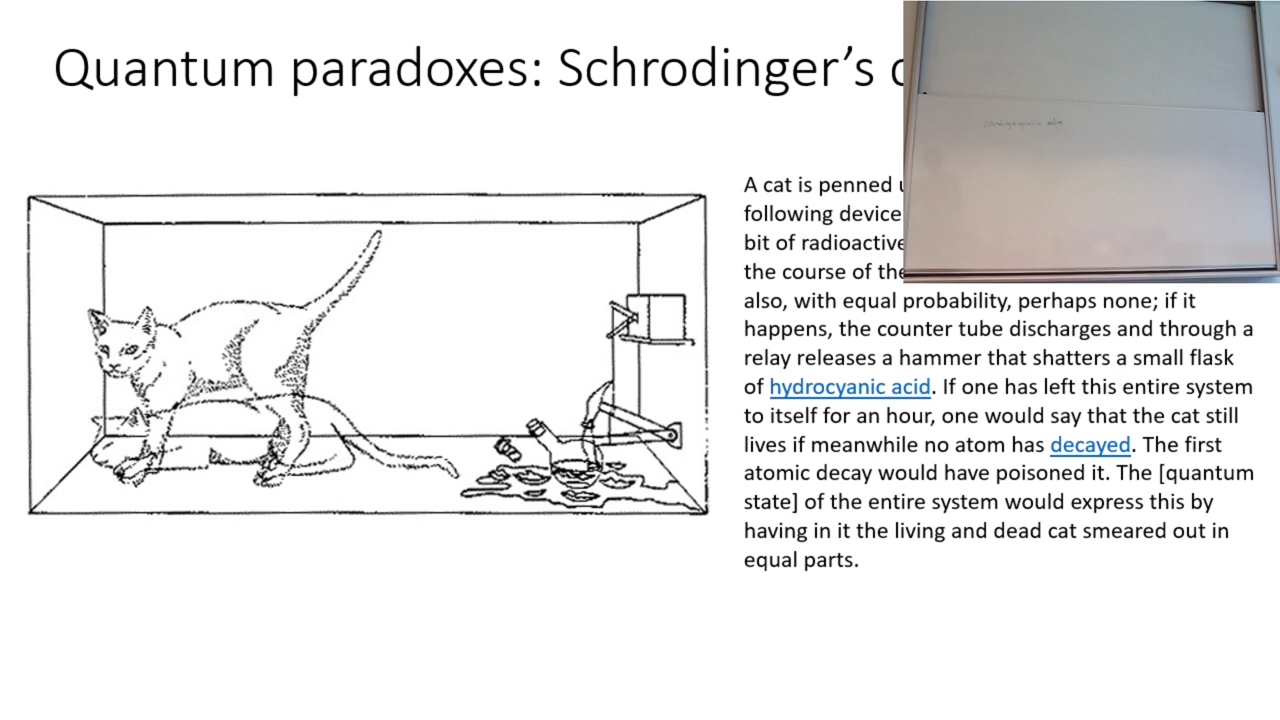 Quantum paradoxes: Schrodinger's
A cat is penned
following device
bit of radioactive
the course of the
also, with equal probability, perhaps none; if it
happens, the counter tube discharges and through a
relay releases a hammer that shatters a small flask
of hydrocyanic acid. If one has left this entire system
to itself for an hour, one would say that the cat still
lives if meanwhile no atom has decayed. The first
atomic decay would have poisoned it. The [quantum
state] of the entire system would express this by
having in it the living and dead cat smeared out in
equal parts.